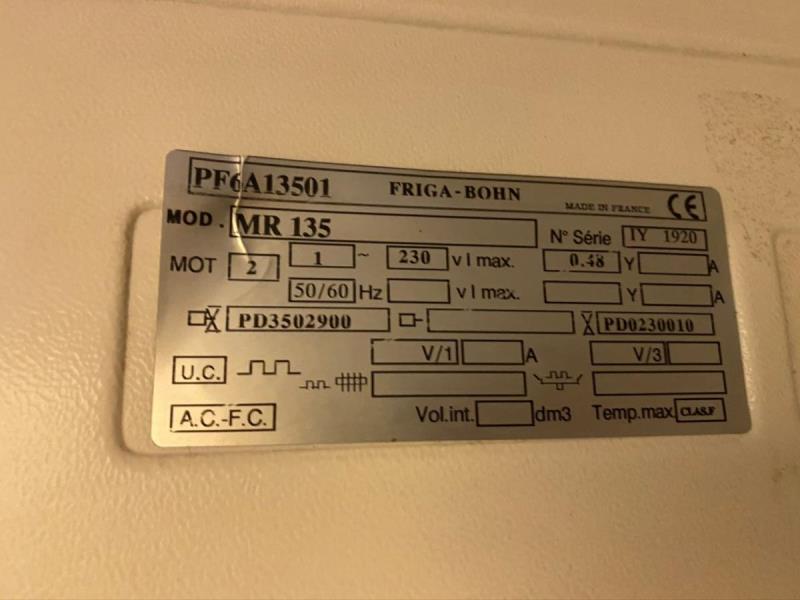 PF6A13501 FRIGA-BOHN MADE IN FRANCE CE
MOD. MR 135 N° Série IY 1920
MOT 2 1 ~ 230 v I max. 0.48 Y A
50/60 Hz v I max. Y A
PD3502900 PD0230010
V/1 A V/3
U.C.
A.C.-F.C. Vol.int. dm3 Temp.max CLAS.F